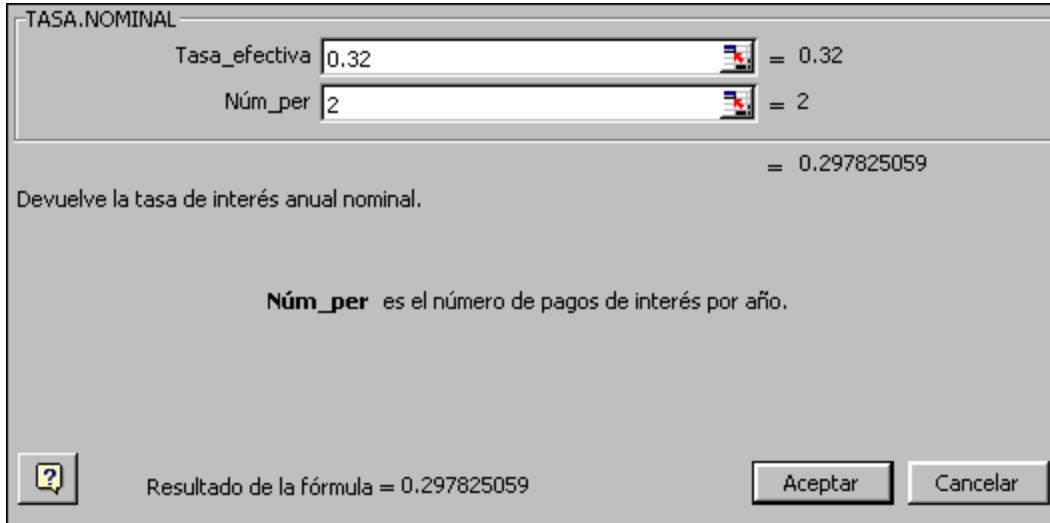 TASA.NOMINAL
Tasa_efectiva 0.32 = 0.32
Núm_per 2 = 2
= 0.297825059
Devuelve la tasa de interés anual nominal.
Núm_per es el número de pagos de interés por año.
? Resultado de la fórmula = 0.297825059 Aceptar Cancelar